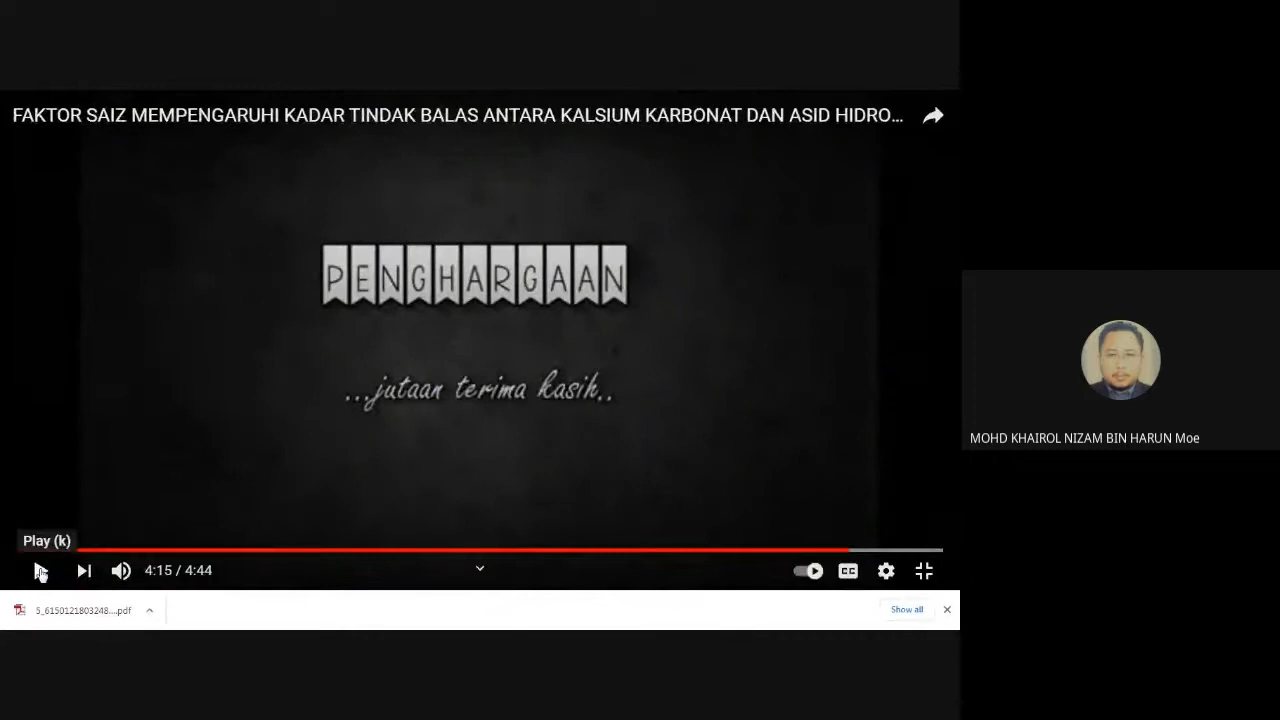 FAKTOR SAIZ MEMPENGARUHI KADAR TINDAK BALAS ANTARA KALSIUM KARBONAT DAN ASID HIDRO...
PENGHARGAAN
...jutaan terima kasih..
MOHD KHAIROL NIZAM BIN HARUN Moe
Play (k)
4:15 / 4:44
CC
5_6150121803248....pdf
Show all